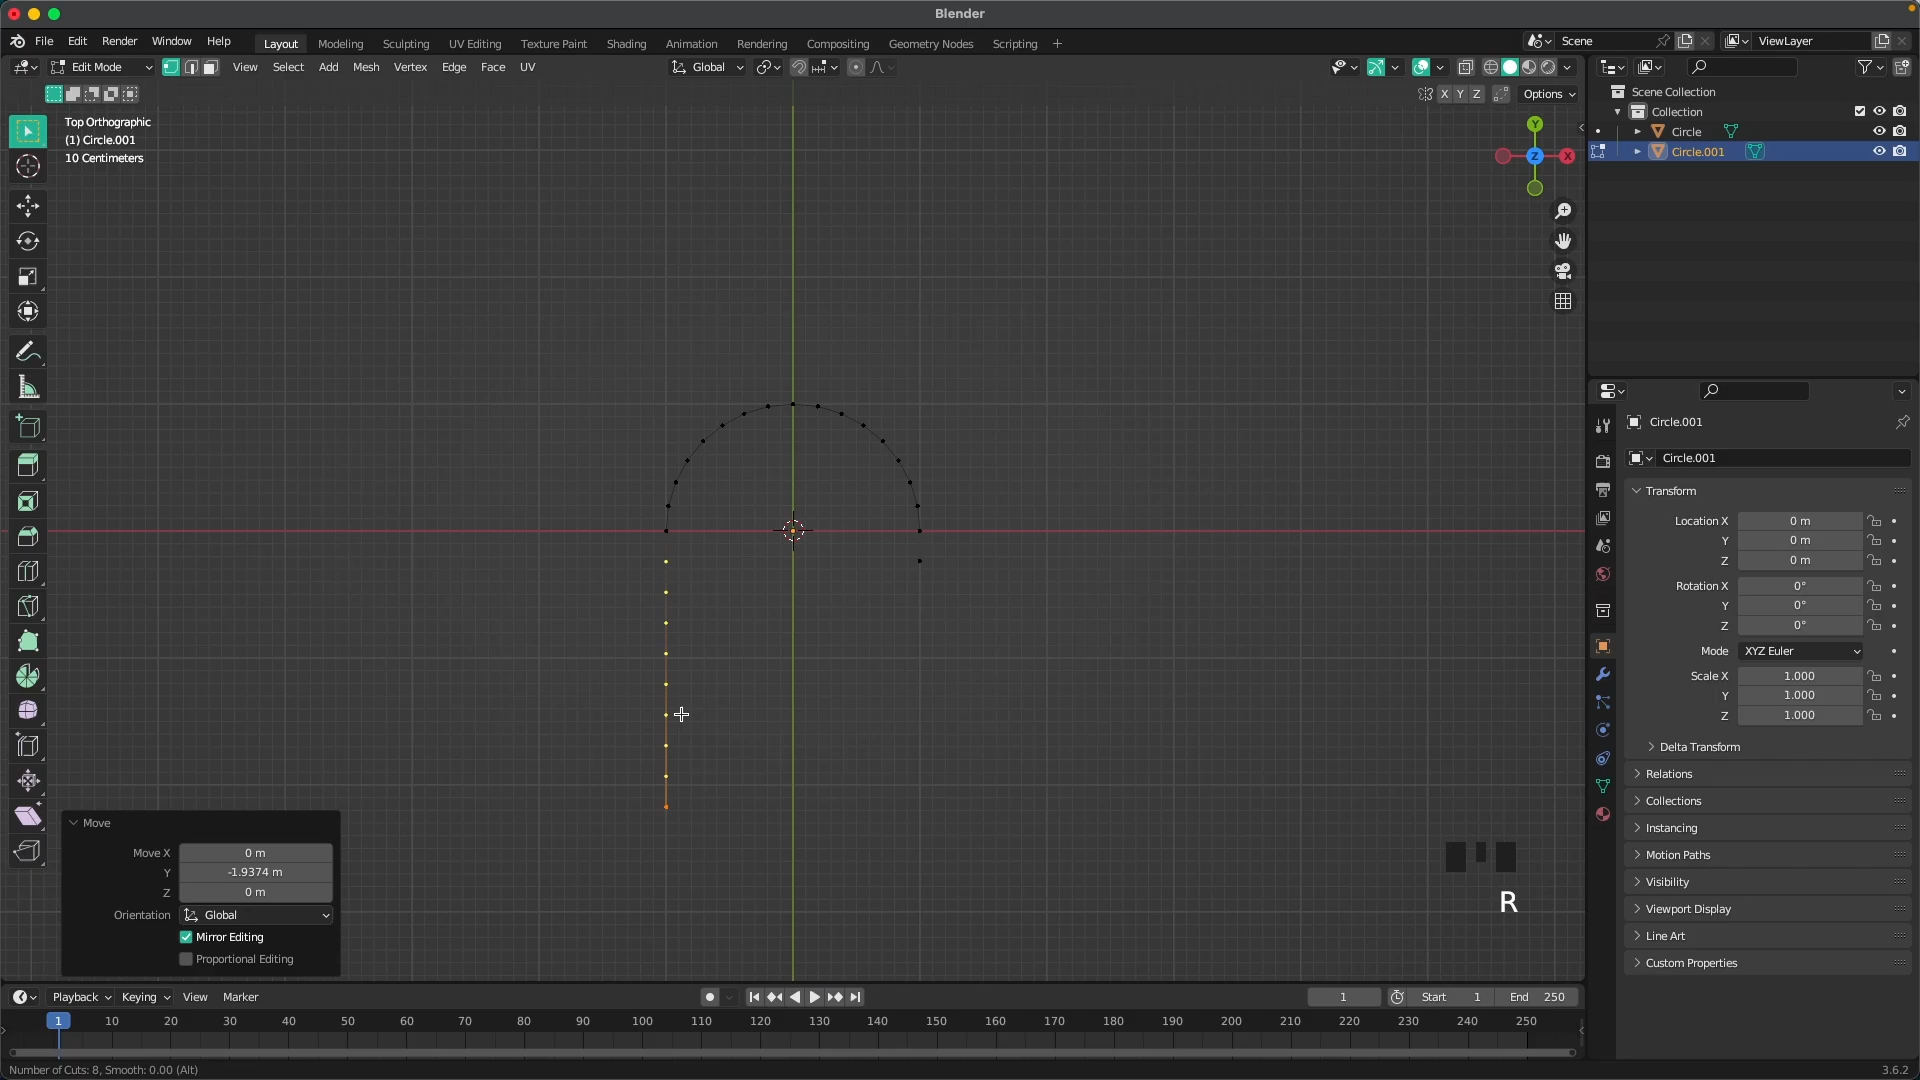 Blender
File Edit Render Window Help
Layout Modeling Sculpting UV Editing Texture Paint Shading Animation Rendering Compositing Geometry Nodes Scripting +
Scene
ViewLayer
Edit Mode View Select Add Mesh Vertex Edge Face UV
Global
X Y Z Options
Top Orthographic
(1) Circle.001
10 Centimeters
Y
X
Z
Scene Collection
Collection
Circle
Circle.001
Circle.001
Circle.001
Transform
Location X 0 m
Y 0 m
Z 0 m
Rotation X 0°
Y 0°
Z 0°
Mode XYZ Euler
Scale X 1.000
Y 1.000
Z 1.000
Delta Transform
Relations
Collections
Instancing
Motion Paths
Visibility
Viewport Display
Line Art
Custom Properties
Move
Move X 0 m
Y -1.9374 m
Z 0 m
Orientation Global
Mirror Editing
Proportional Editing
R
Playback Keying View Marker
1 Start 1 End 250
1 10 20 30 40 50 60 70 80 90 100 110 120 130 140 150 160 170 180 190 200 210 220 230 240 250
Number of Cuts: 8, Smooth: 0.00 (Alt)
3.6.2